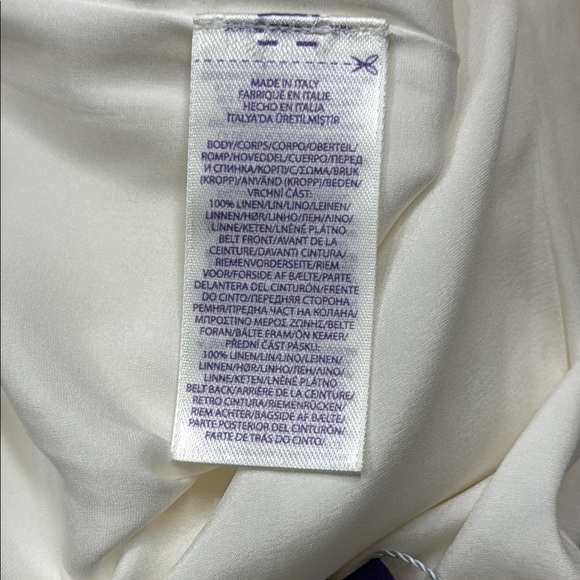 MADE IN ITALY
FABRIQUÉ EN ITALIE
HECHO EN ITALIA
İTALYA'DA ÜRETİLMİŞTİR
BODY/CORPS/CORPO/OBERTEIL/
ROMP/HOVEDDEL/CUERPO/ПЕРЕД
И СПИНКА/КОРПС/ΣΩΜΑ/BRUK
(KROPP)/ANVÄND (KROPP)/BEDEN/
VRCHNÍ ČÁST:
100% LINEN/LIN/LINO/LEINEN/
LINNEN/HØR/LINHO/ЛЕН/ΛΙΝΟ/
LINNE/KETEN/LNĚNÉ PLÁTNO
BELT FRONT/AVANT DE LA
CEINTURE/DAVANTI CINTURA/
RIEMENVORDERSEITE/RIEM
VOOR/FORSIDE AF BÆLTE/PARTE
DELANTERA DEL CINTURÓN/FRENTE
DO CINTO/ПЕРЕДНЯЯ СТОРОНА
РЕМНЯ/ПРЕДНА ЧАСТ НА КОЛАНА/
ΜΠΡΟΣΤΙΝΟ ΜΕΡΟΣ ΖΩΝΗΣ/BELTE
FORAN/BÄLTE FRAM/ÖN KEMER/
PŘEDNÍ ČÁST PÁSKU:
100% LINEN/LIN/LINO/LEINEN/
LINNEN/HØR/LINHO/ЛЕН/ΛΙΝΟ/
LINNE/KETEN/LNĚNÉ PLÁTNO
BELT BACK/ARRIÈRE DE LA CEINTURE/
RETRO CINTURA/RIEMENRÜCKEN/
RIEM ACHTER/BAGSIDE AF BÆLTE/
PARTE POSTERIOR DEL CINTURÓN/
PARTE DE TRÁS DO CINTO/